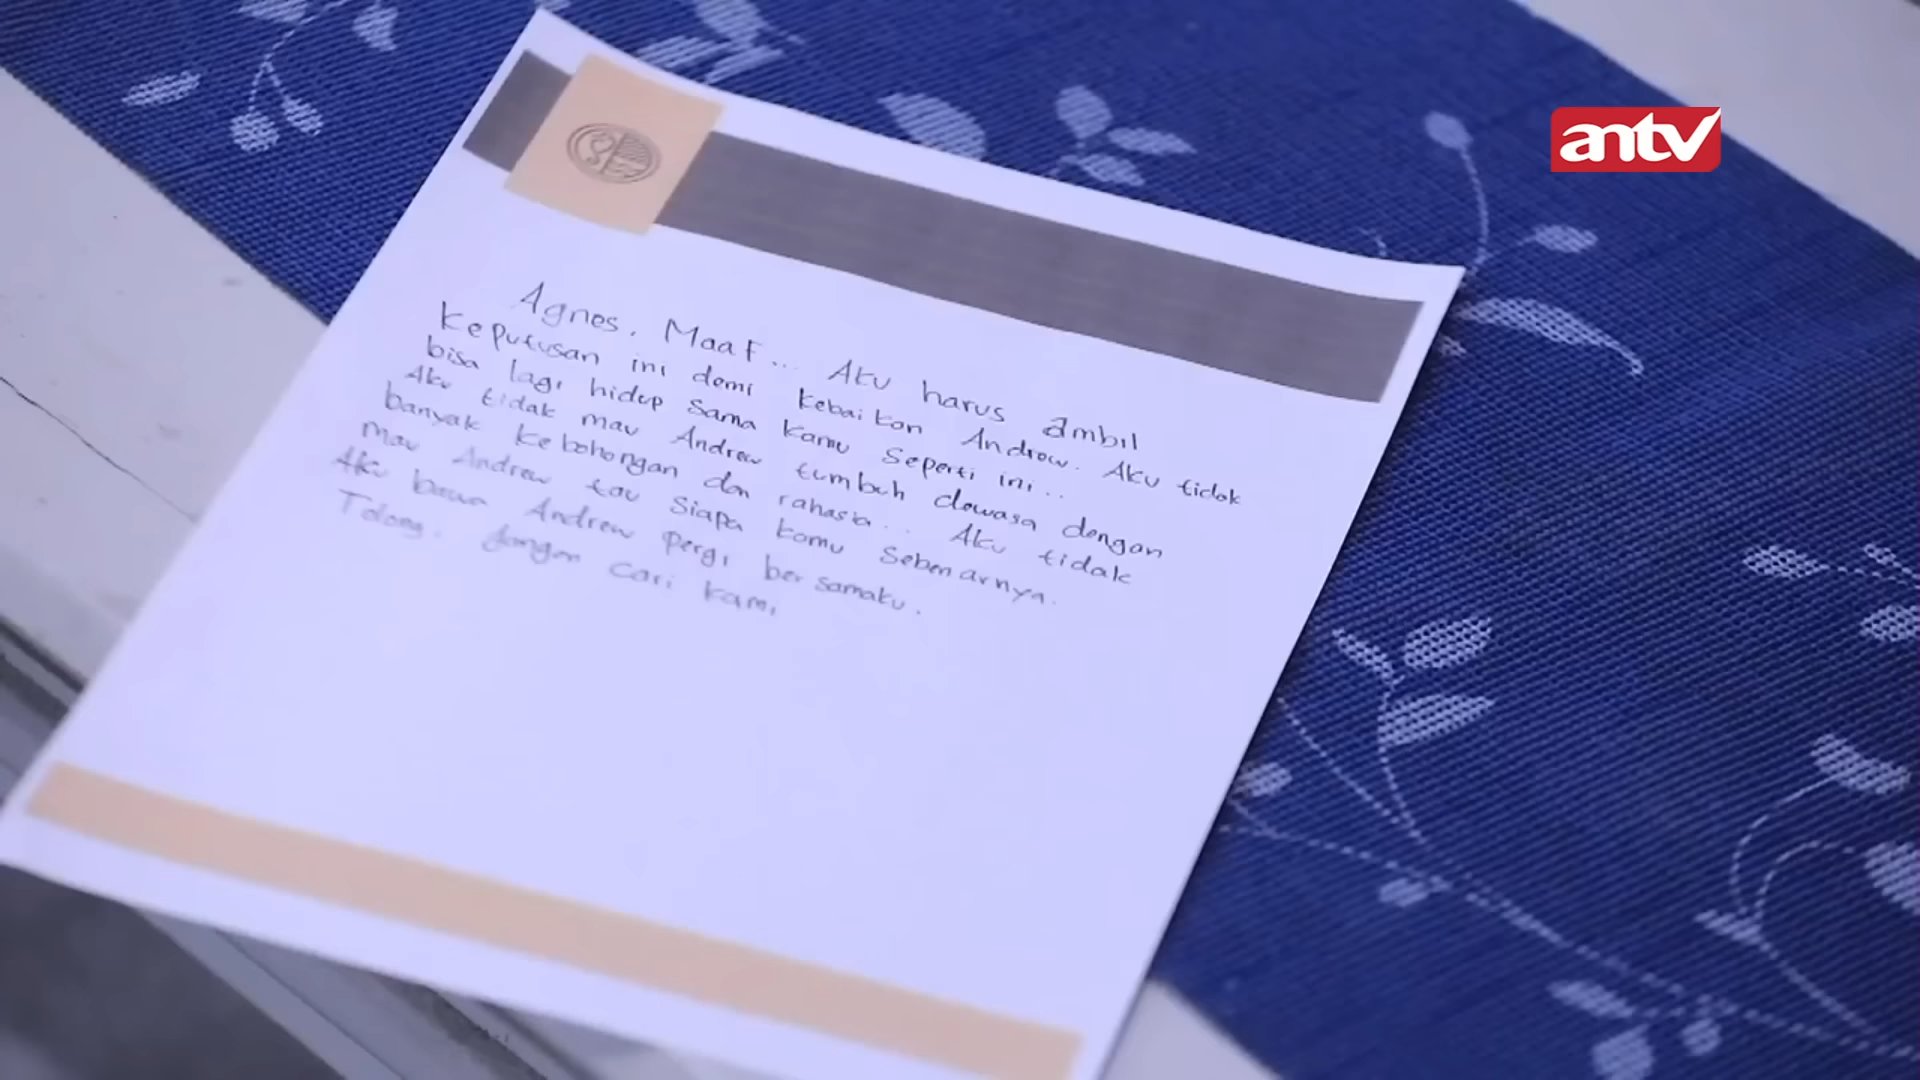 antv
Agnes. Maaf... Aku harus ambil
keputusan ini demi kebaikan Andrew. Aku tidak
bisa lagi hidup sama kamu seperti ini..
Aku tidak mau Andrew tumbuh dewasa dengan
banyak kebohongan dan rahasia... Aku tidak
mau Andrew tau siapa kamu sebenarnya.
Aku bawa Andrew pergi bersamaku.
Tolong, jangan cari kami